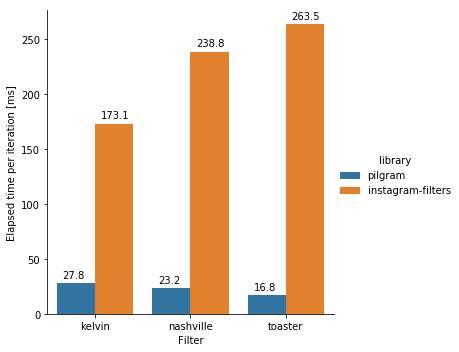 Elapsed time per iteration [ms]
250
200
150
100
50
0
27.8
173.1
23.2
238.8
16.8
263.5
kelvin
nashville
toaster
Filter
library
pilgram
instagram-filters